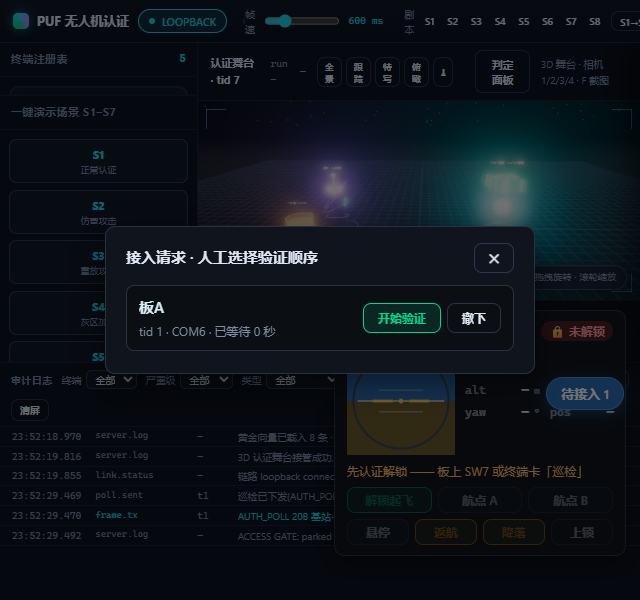 PUF 无人机认证
LOOPBACK
帧速
600 ms
剧本
S1
S2
S3
S4
S5
S6
S7
S8
终端注册表
5
认证舞台 · tid 7
run
—
—
全景
跟踪
特写
俯瞰
判定面板
3D 舞台 · 相机 1/2/3/4 · F 截图
一键演示场景 S1–S7
S1
正常认证
S2
仿冒攻击
S3
S4
S5
接入请求 · 人工选择验证顺序
×
板A
tid 1 · COM6 · 已等待 0 秒
开始验证
撤下
拖拽旋转 · 滚轮缩放
未解锁
alt
yaw
pos
待接入 1
先认证解锁 —— 板上 SW7 或终端卡「巡检」
解锁起飞
航点 A
航点 B
悬停
返航
降落
上锁
审计日志
终端
全部
严重级
全部
类型
全部
清屏
23:52:18.970 server.log — 黄金向量已载入 8 条
23:52:19.816 server.log — 3D 认证舞台接管成功
23:52:19.855 link.status — 链路 loopback connec
23:52:29.469 poll.sent t1 巡检已下发(AUTH_PO
23:52:29.470 frame.tx t1 AUTH_POLL 20B 基站
23:52:29.492 server.log — ACCESS GATE: parked